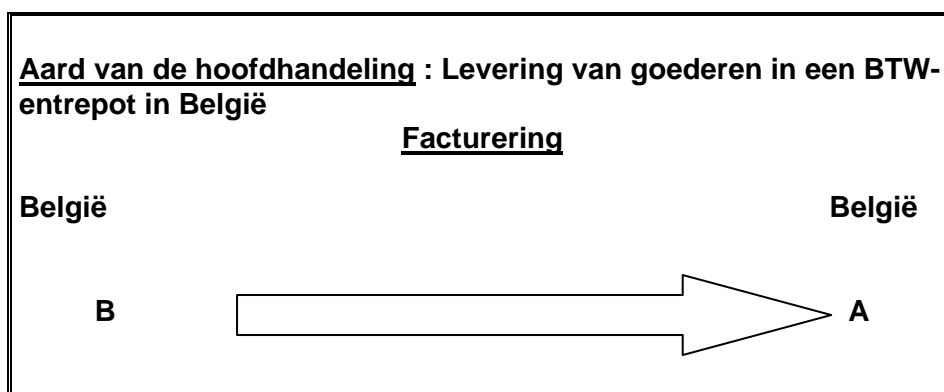 Aard van de hoofdhandeling : Levering van goederen in een BTW-
entrepot in België
Facturering
België België
B A